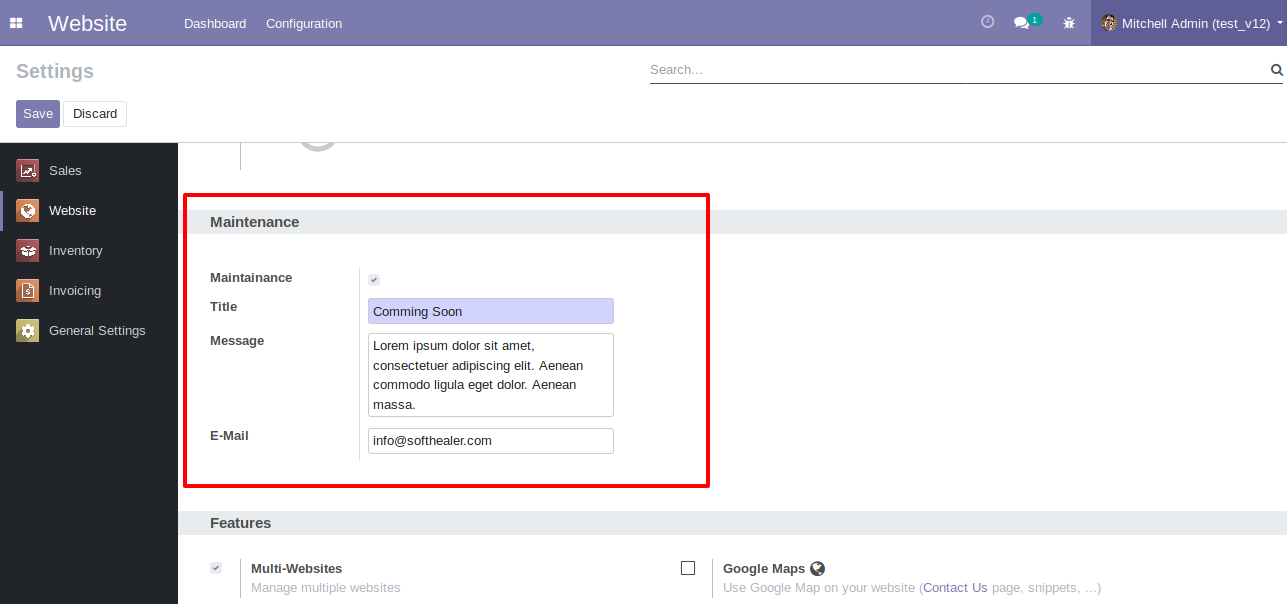 Website
Dashboard
Configuration
1
Mitchell Admin (test_v12)
Settings
Search...
Save
Discard
Sales
Website
Inventory
Invoicing
General Settings
Maintenance
Maintainance
Title
Comming Soon
Message
Lorem ipsum dolor sit amet,
consectetuer adipiscing elit. Aenean
commodo ligula eget dolor. Aenean
massa.
E-Mail
info@softhealer.com
Features
Multi-Websites
Manage multiple websites
Google Maps
Use Google Map on your website (Contact Us page, snippets, ...)